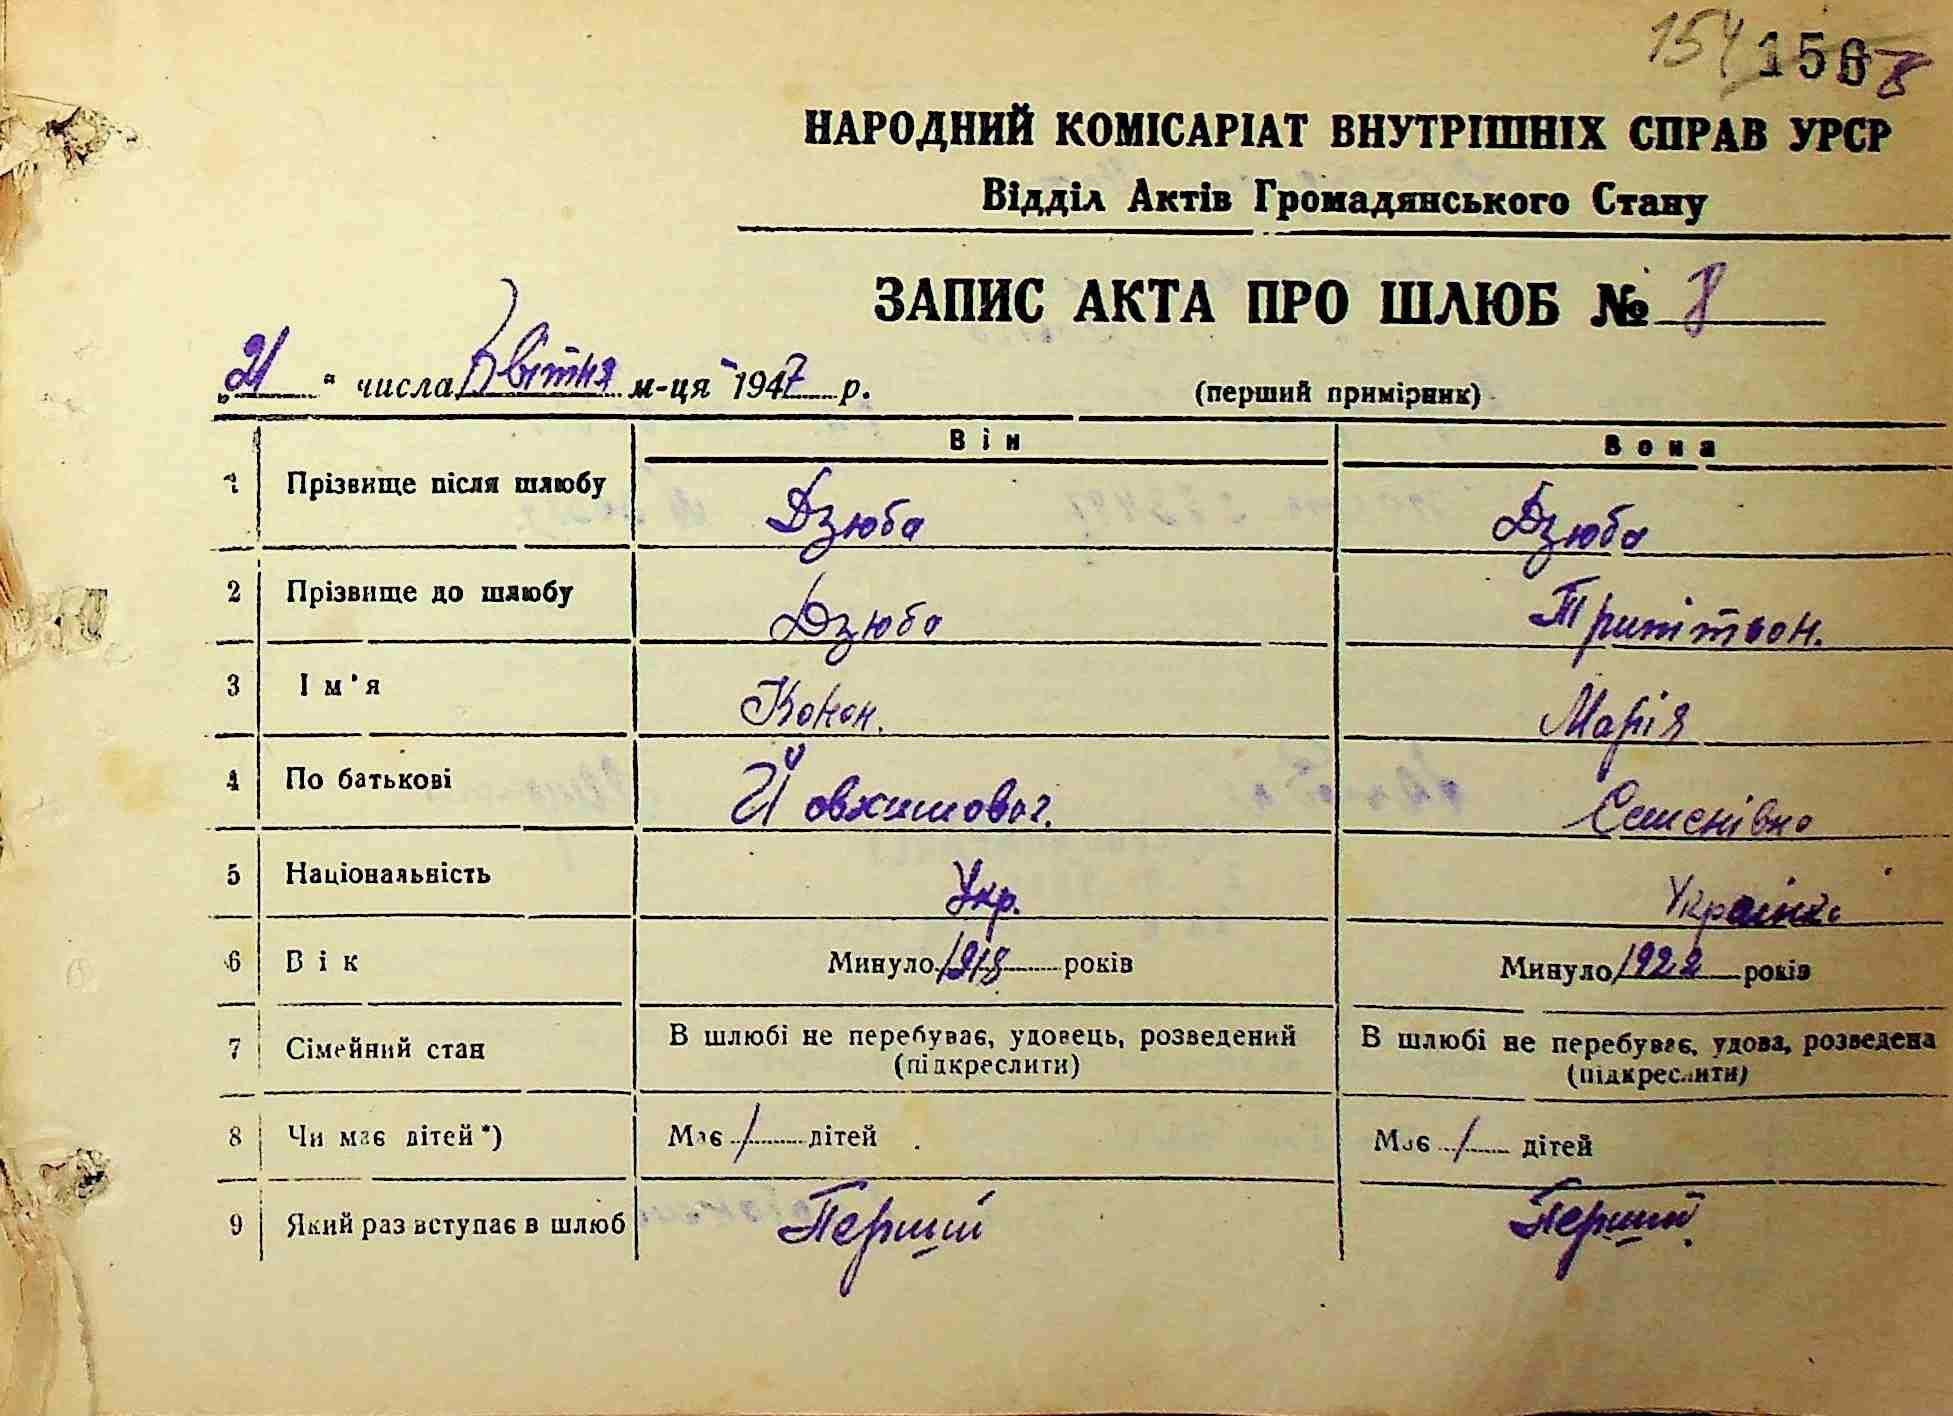 154 1568
НАРОДНИЙ КОМІСАРІАТ ВНУТРІШНІХ СПРАВ УРСР
Відділ Актів Громадянського Стану
ЗАПИС АКТА ПРО ШЛЮБ № 8
„21“ числа Квітня м-ця 1947 р. (перший примірник)
Він Вона
1 Прізвище після шлюбу Дзюба Дзюба
2 Прізвище до шлюбу Дзюба
3 Ім'я Конон. Марія
4 По батькові Йовхимовог. Семенівна
5 Національність Укр. Українка
6 Вік Минуло 1918 років Минуло 1922 років
7 Сімейний стан В шлюбі не перебуває, удовець, розведений (підкреслити) В шлюбі не перебуває, удова, розведена (підкреслити)
8 Чи має дітей*) Має / дітей Має / дітей
9 Який раз вступає в шлюб Перший Перший